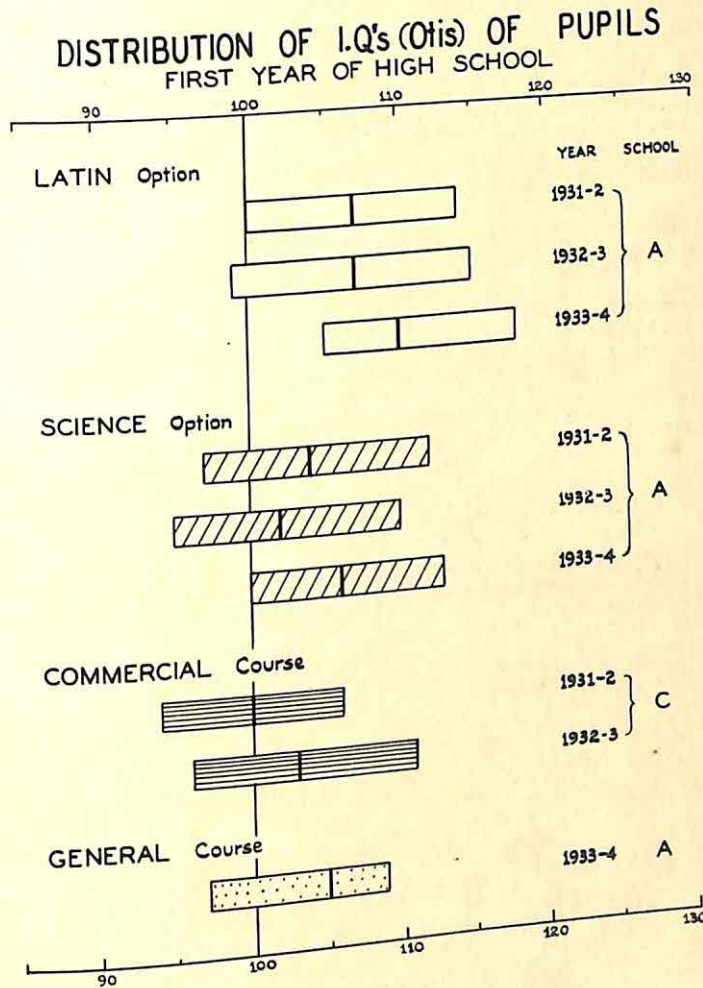 DISTRIBUTION OF I.Q's (Otis) OF PUPILS
FIRST YEAR OF HIGH SCHOOL
90 100 110 120 130
YEAR SCHOOL
LATIN Option
1931-2
1932-3 A
1933-4
SCIENCE Option
1931-2
1932-3 A
1933-4
COMMERCIAL Course
1931-2
C
1932-3
GENERAL Course
1933-4 A
90 100 110 120 130